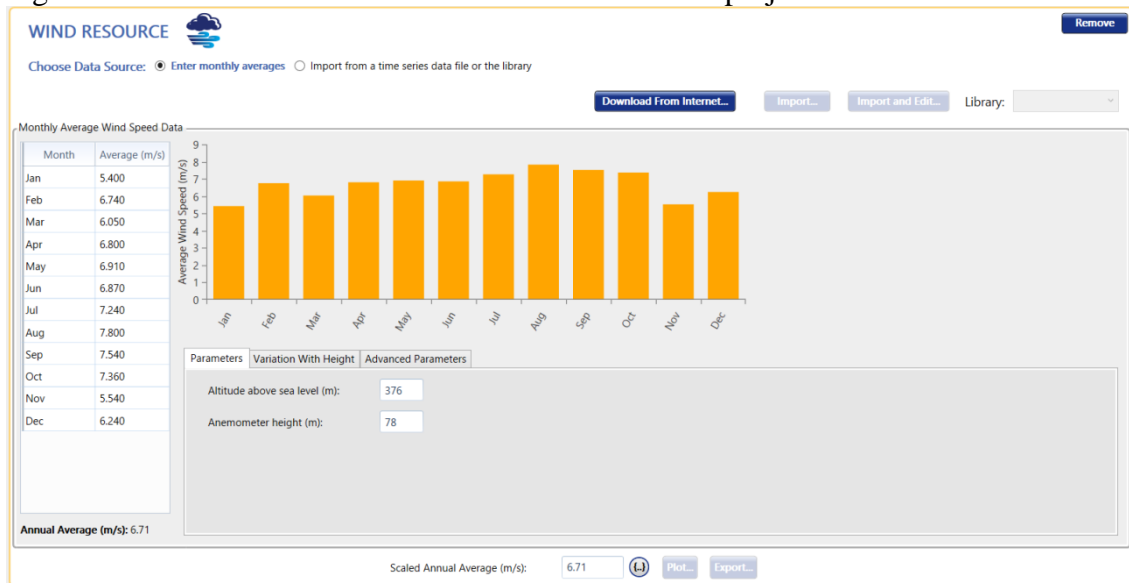 WIND RESOURCE
Remove
Choose Data Source: Enter monthly averages Import from a time series data file or the library
Download From Internet... Import... Import and Edit... Library:
Monthly Average Wind Speed Data
Month Average (m/s)
Jan 5.400
Feb 6.740
Mar 6.050
Apr 6.800
May 6.910
Jun 6.870
Jul 7.240
Aug 7.800
Sep 7.540
Oct 7.360
Nov 5.540
Dec 6.240
Annual Average (m/s): 6.71
Average Wind Speed (m/s)
9
8
7
6
5
4
3
2
1
0
Jan Feb Mar Apr May Jun Jul Aug Sep Oct Nov Dec
Parameters Variation With Height Advanced Parameters
Altitude above sea level (m): 376
Anemometer height (m): 78
Scaled Annual Average (m/s): 6.71 {..} Plot... Export...